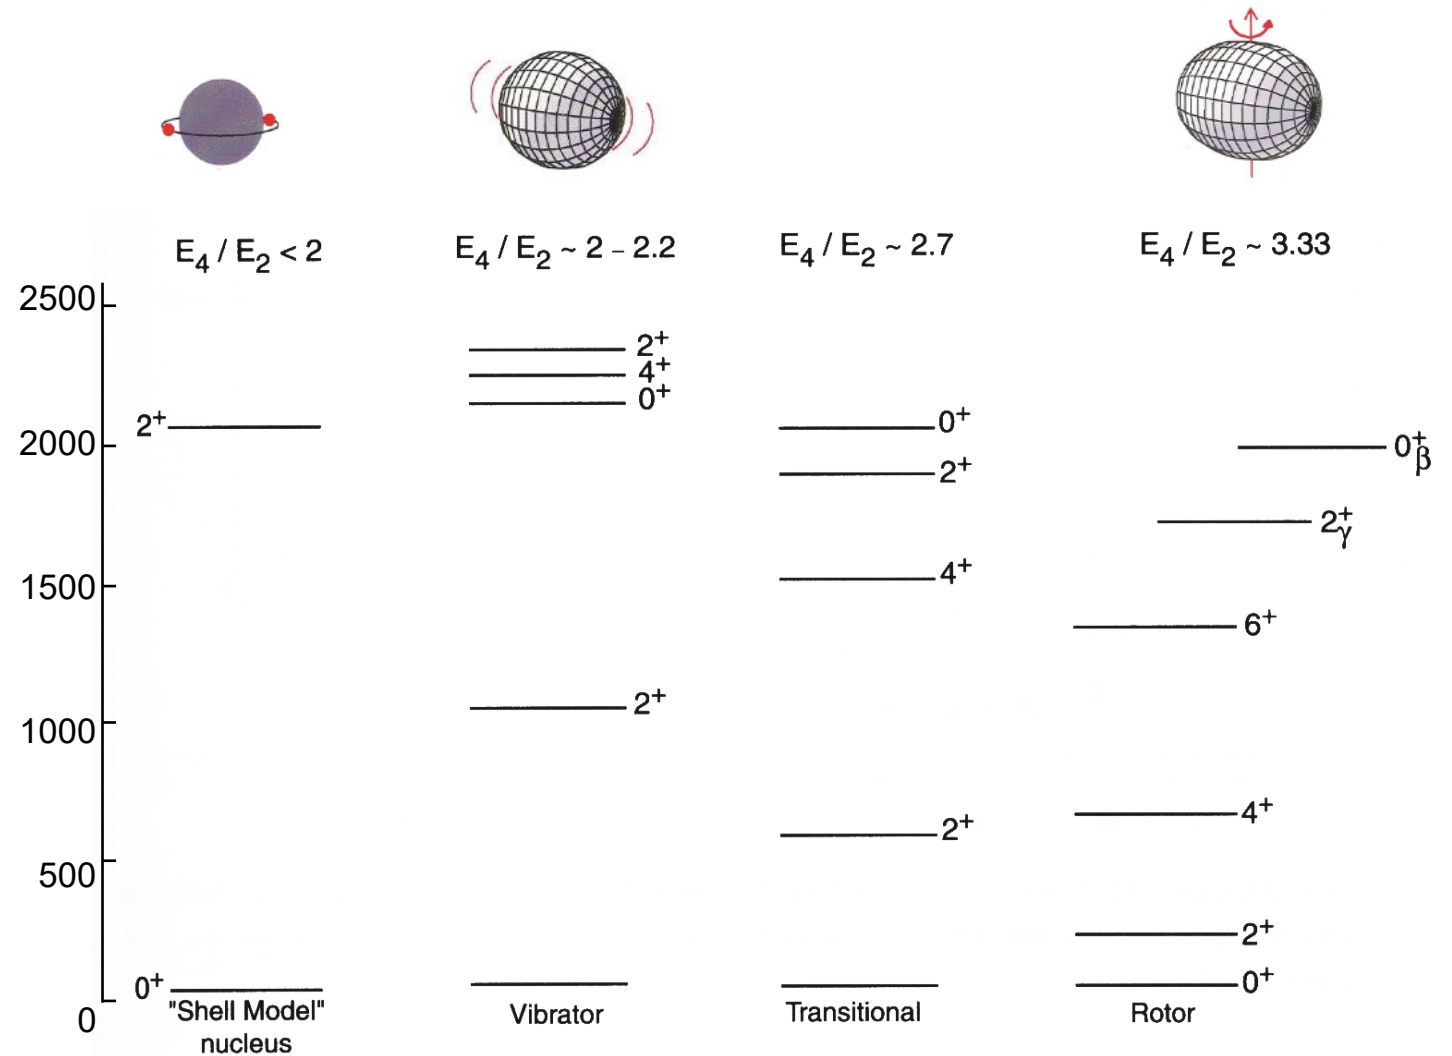 E₄ / E₂ < 2
E₄ / E₂ ~ 2 – 2.2
E₄ / E₂ ~ 2.7
E₄ / E₂ ~ 3.33
2500
2000
1500
1000
500
0
2⁺
0⁺
"Shell Model"
nucleus
2⁺
4⁺
0⁺
2⁺
Vibrator
0⁺
2⁺
4⁺
2⁺
Transitional
0⁺β
2⁺γ
6⁺
4⁺
2⁺
0⁺
Rotor